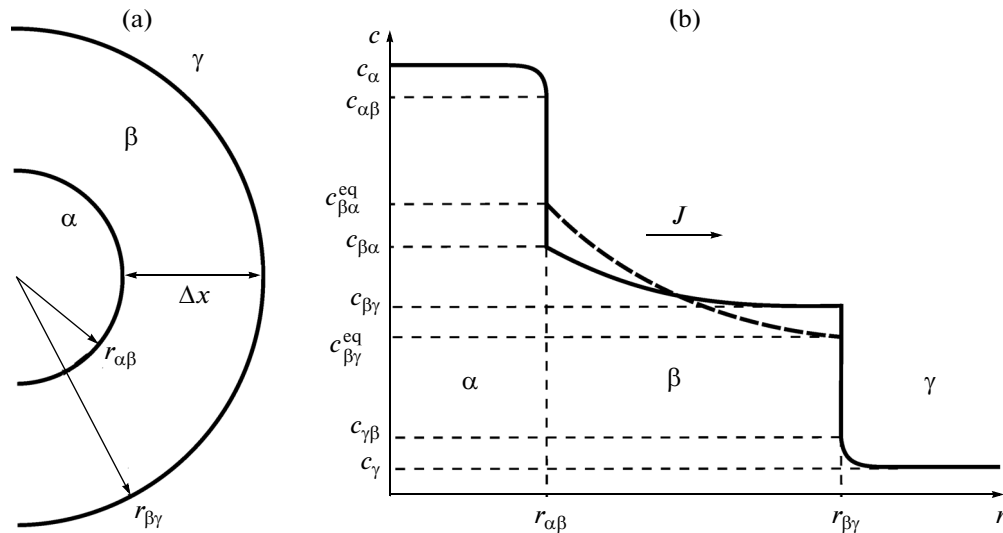 (a)
γ
β
α
Δx
r_αβ
r_βγ
(b)
c
c_α
c_αβ
c_βα^eq
c_βα
c_βγ
c_βγ^eq
c_γβ
c_γ
J
α
β
γ
r_αβ
r_βγ
r